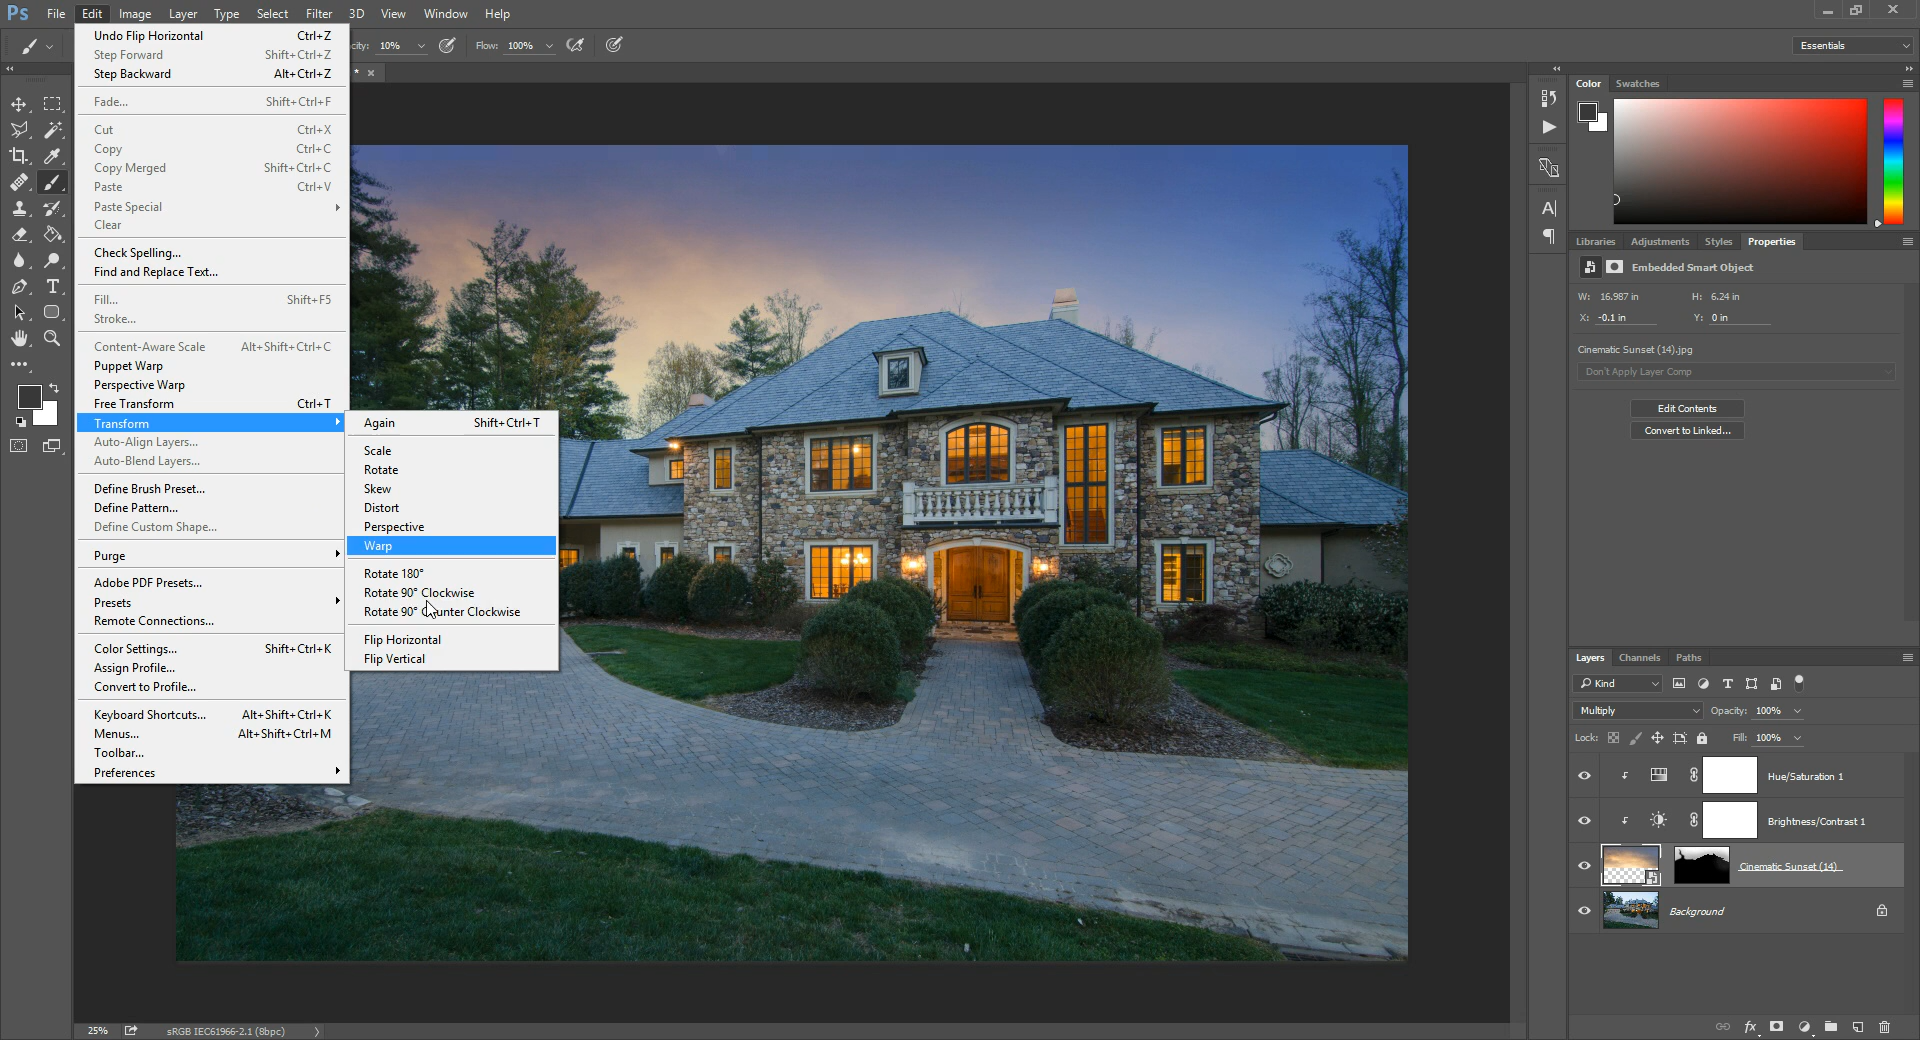 Ps File Edit Image Layer Type Select Filter 3D View Window Help
city: 10% Flow: 100% Essentials
* ×
Undo Flip Horizontal Ctrl+Z
Step Forward Shift+Ctrl+Z
Step Backward Alt+Ctrl+Z
Fade... Shift+Ctrl+F
Cut Ctrl+X
Copy Ctrl+C
Copy Merged Shift+Ctrl+C
Paste Ctrl+V
Paste Special
Clear
Check Spelling...
Find and Replace Text...
Fill... Shift+F5
Stroke...
Content-Aware Scale Alt+Shift+Ctrl+C
Puppet Warp
Perspective Warp
Free Transform Ctrl+T
Transform
Auto-Align Layers...
Auto-Blend Layers...
Define Brush Preset...
Define Pattern...
Define Custom Shape...
Purge
Adobe PDF Presets...
Presets
Remote Connections...
Color Settings... Shift+Ctrl+K
Assign Profile...
Convert to Profile...
Keyboard Shortcuts... Alt+Shift+Ctrl+K
Menus... Alt+Shift+Ctrl+M
Toolbar...
Preferences
Again Shift+Ctrl+T
Scale
Rotate
Skew
Distort
Perspective
Warp
Rotate 180°
Rotate 90° Clockwise
Rotate 90° Counter Clockwise
Flip Horizontal
Flip Vertical
25% sRGB IEC61966-2.1 (8bpc)
Color Swatches
Libraries Adjustments Styles Properties
Embedded Smart Object
W: 16.987 in H: 6.24 in
X: -0.1 in Y: 0 in
Cinematic Sunset (14).jpg
Don't Apply Layer Comp
Edit Contents
Convert to Linked...
Layers Channels Paths
Kind
Multiply Opacity: 100%
Lock: Fill: 100%
Hue/Saturation 1
Brightness/Contrast 1
Cinematic Sunset (14)
Background